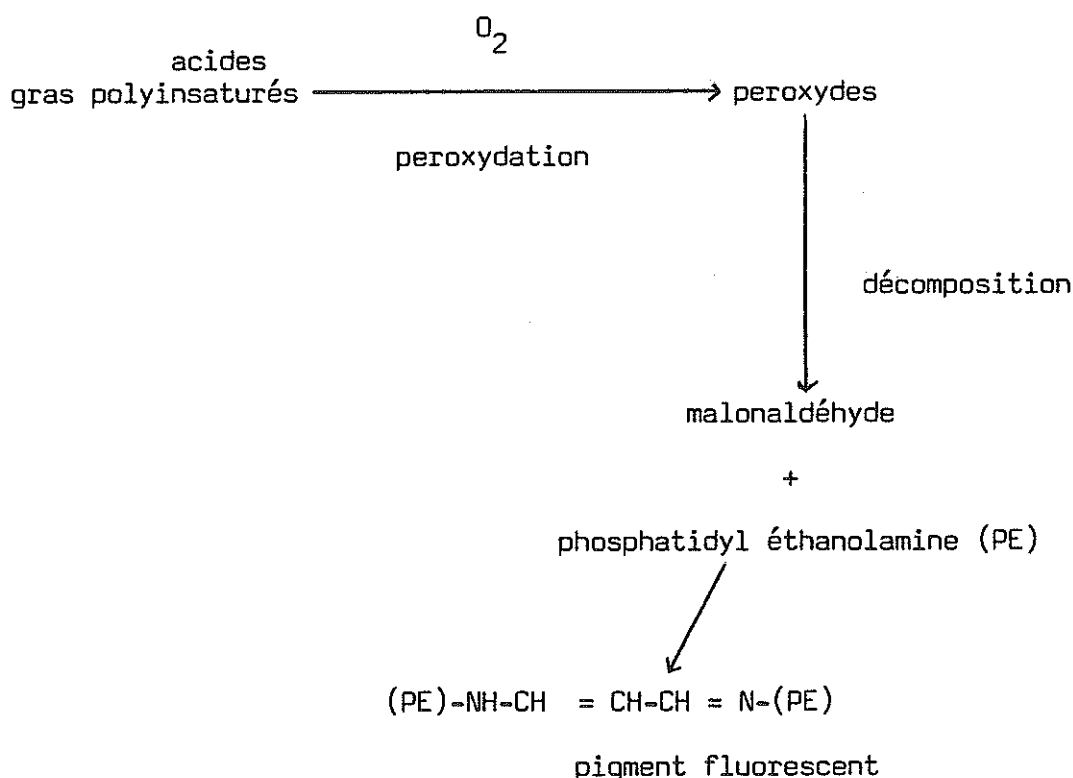 O2
acides
gras polyinsaturés
peroxydes
peroxydation
décomposition
malonaldéhyde
+
phosphatidyl éthanolamine (PE)
(PE)-NH-CH = CH-CH = N-(PE)
pigment fluorescent